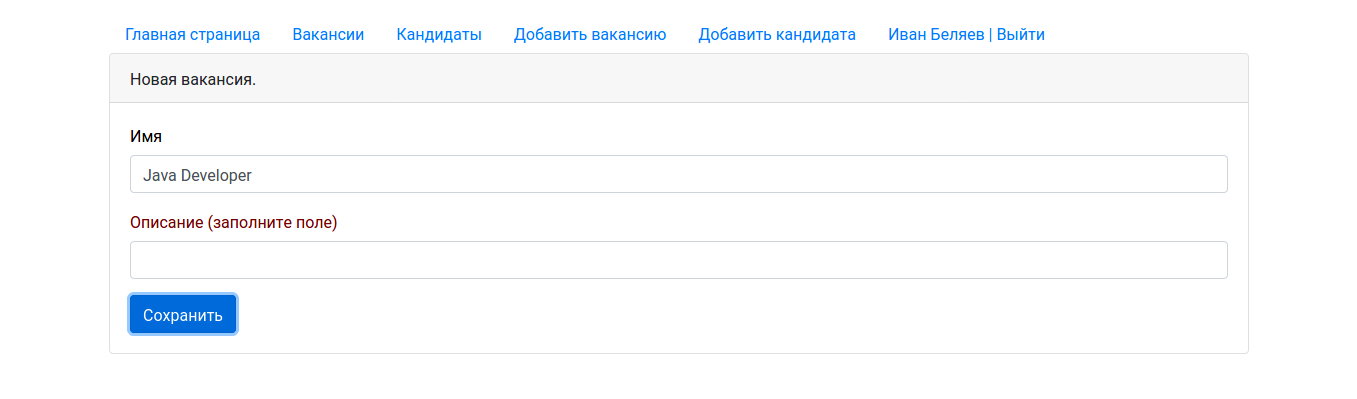 Главная страница Вакансии Кандидаты Добавить вакансию Добавить кандидата Иван Беляев | Выйти
Новая вакансия.
Имя
Java Developer
Описание (заполните поле)
Сохранить